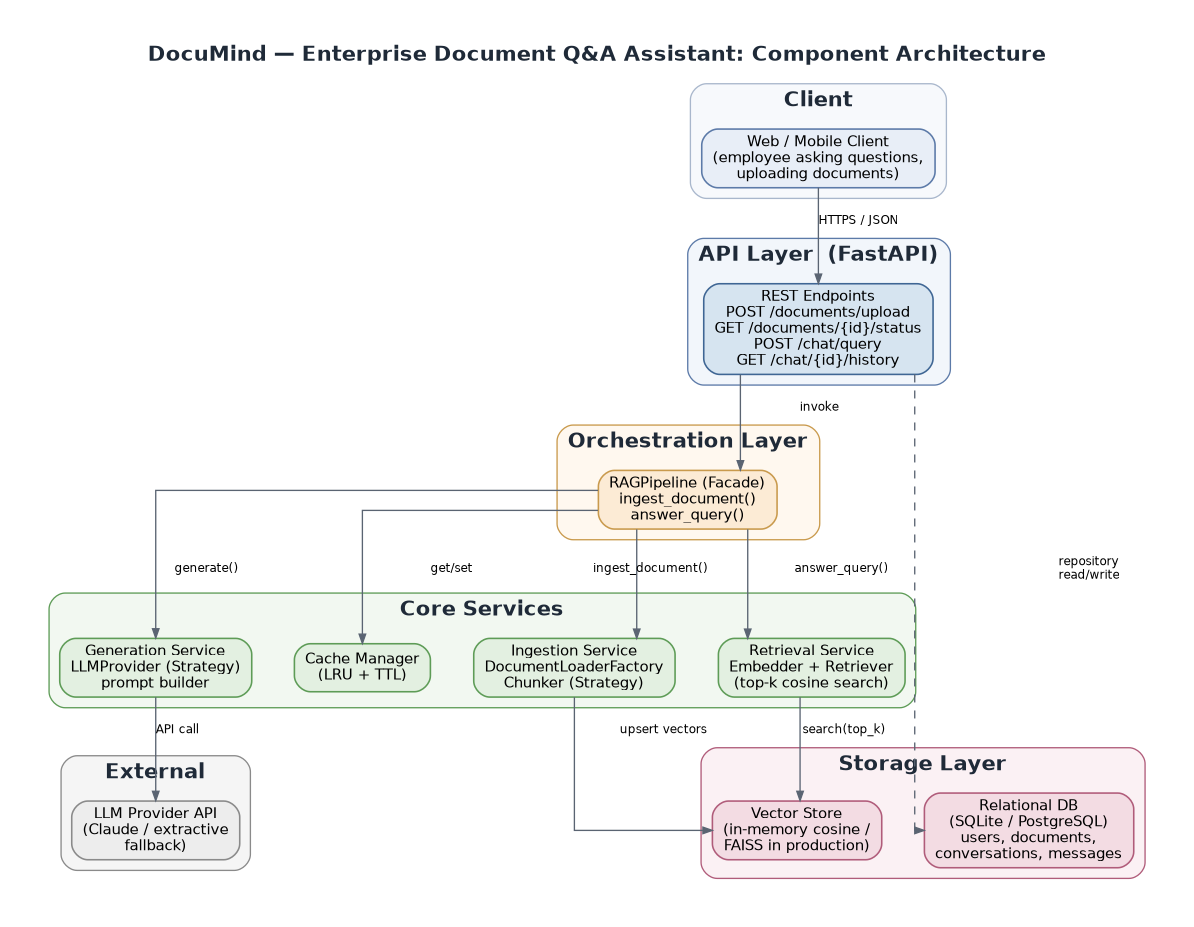 DocuMind — Enterprise Document Q&A Assistant: Component Architecture
Client
Web / Mobile Client
(employee asking questions,
uploading documents)
HTTPS / JSON
API Layer (FastAPI)
REST Endpoints
POST /documents/upload
GET /documents/{id}/status
POST /chat/query
GET /chat/{id}/history
invoke
Orchestration Layer
RAGPipeline (Facade)
ingest_document()
answer_query()
generate()
get/set
ingest_document()
answer_query()
repository
read/write
Core Services
Generation Service
LLMProvider (Strategy)
prompt builder
Cache Manager
(LRU + TTL)
Ingestion Service
DocumentLoaderFactory
Chunker (Strategy)
Retrieval Service
Embedder + Retriever
(top-k cosine search)
API call
upsert vectors
search(top_k)
External
LLM Provider API
(Claude / extractive
fallback)
Storage Layer
Vector Store
(in-memory cosine /
FAISS in production)
Relational DB
(SQLite / PostgreSQL)
users, documents,
conversations, messages